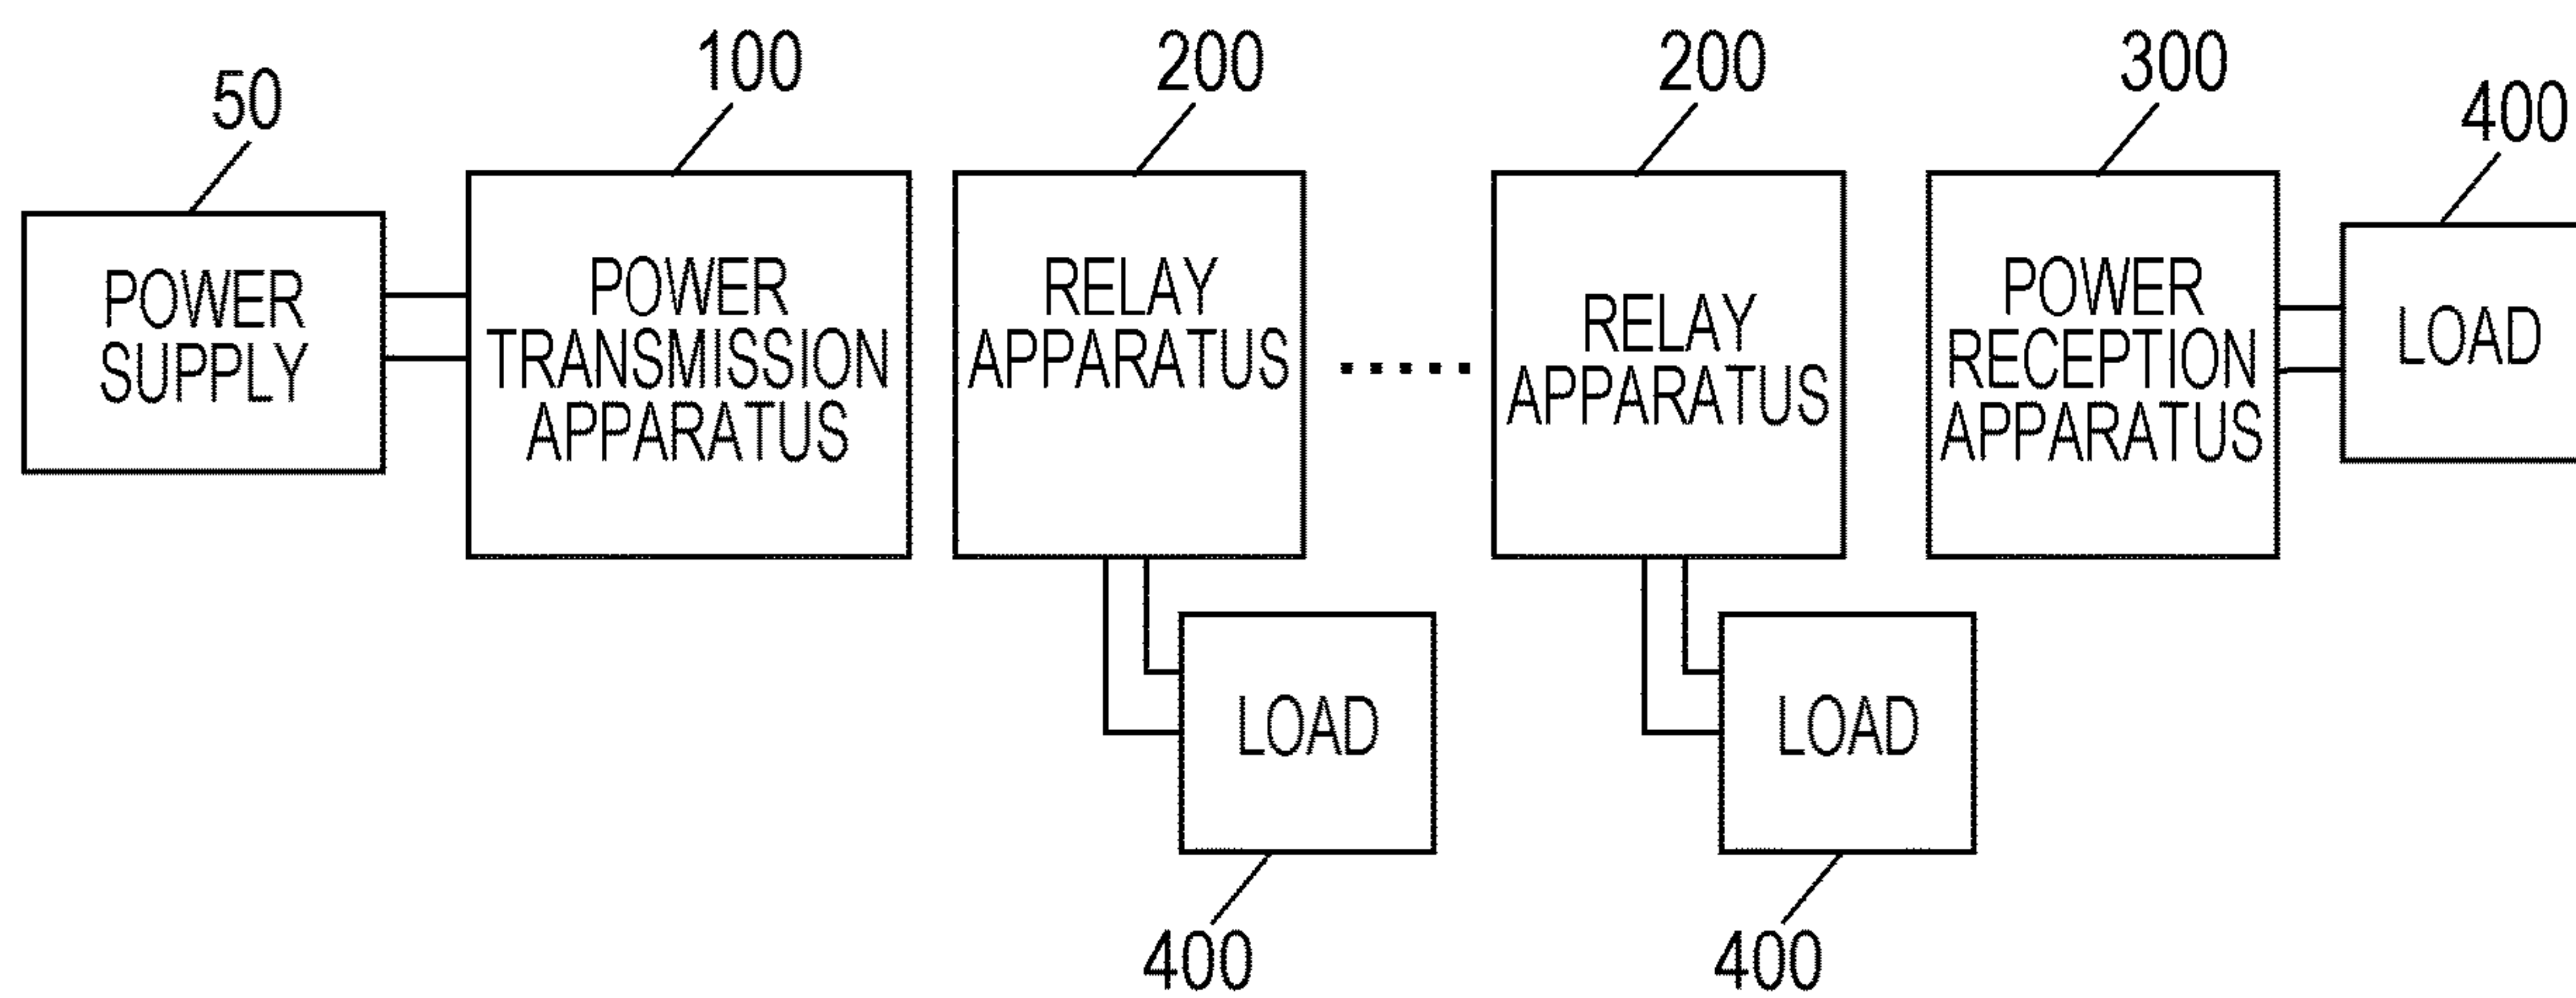 50
100
200
200
300
400
POWER
SUPPLY
POWER
TRANSMISSION
APPARATUS
RELAY
APPARATUS
RELAY
APPARATUS
POWER
RECEPTION
APPARATUS
LOAD
LOAD
LOAD
400
400